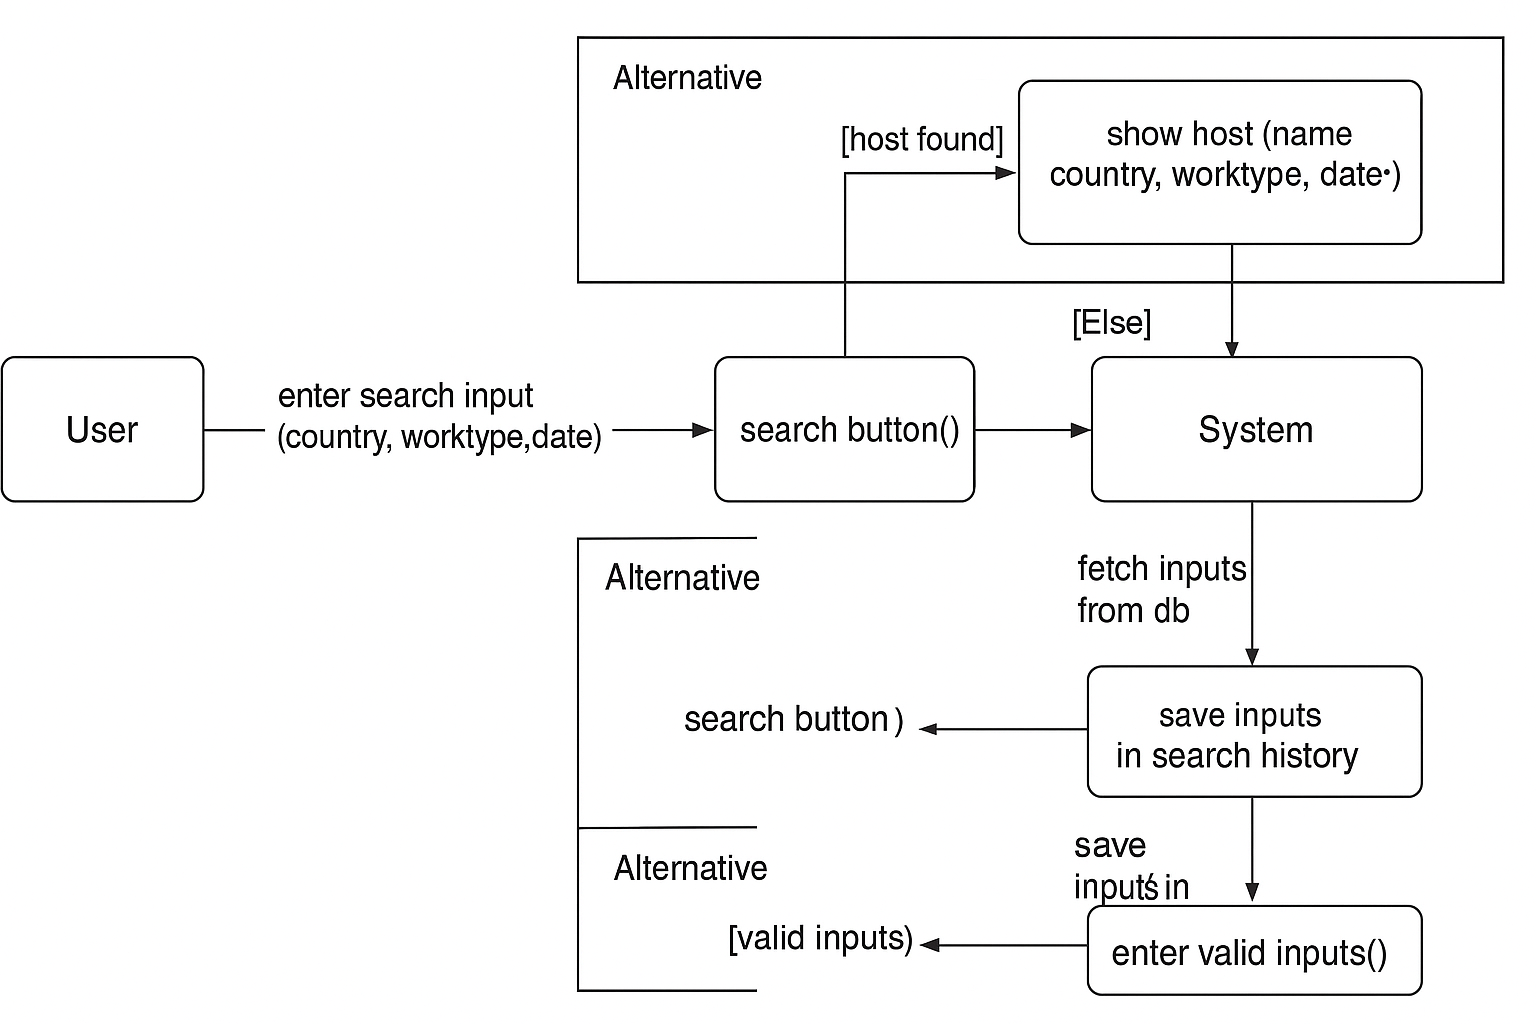 Alternative
[host found]
show host (name
country, worktype, date•)
[Else]
User
enter search input
(country, worktype,date)
search button()
System
Alternative
fetch inputs
from db
search button )
save inputs
in search history
Alternative
save
input's in
[valid inputs)
enter valid inputs()